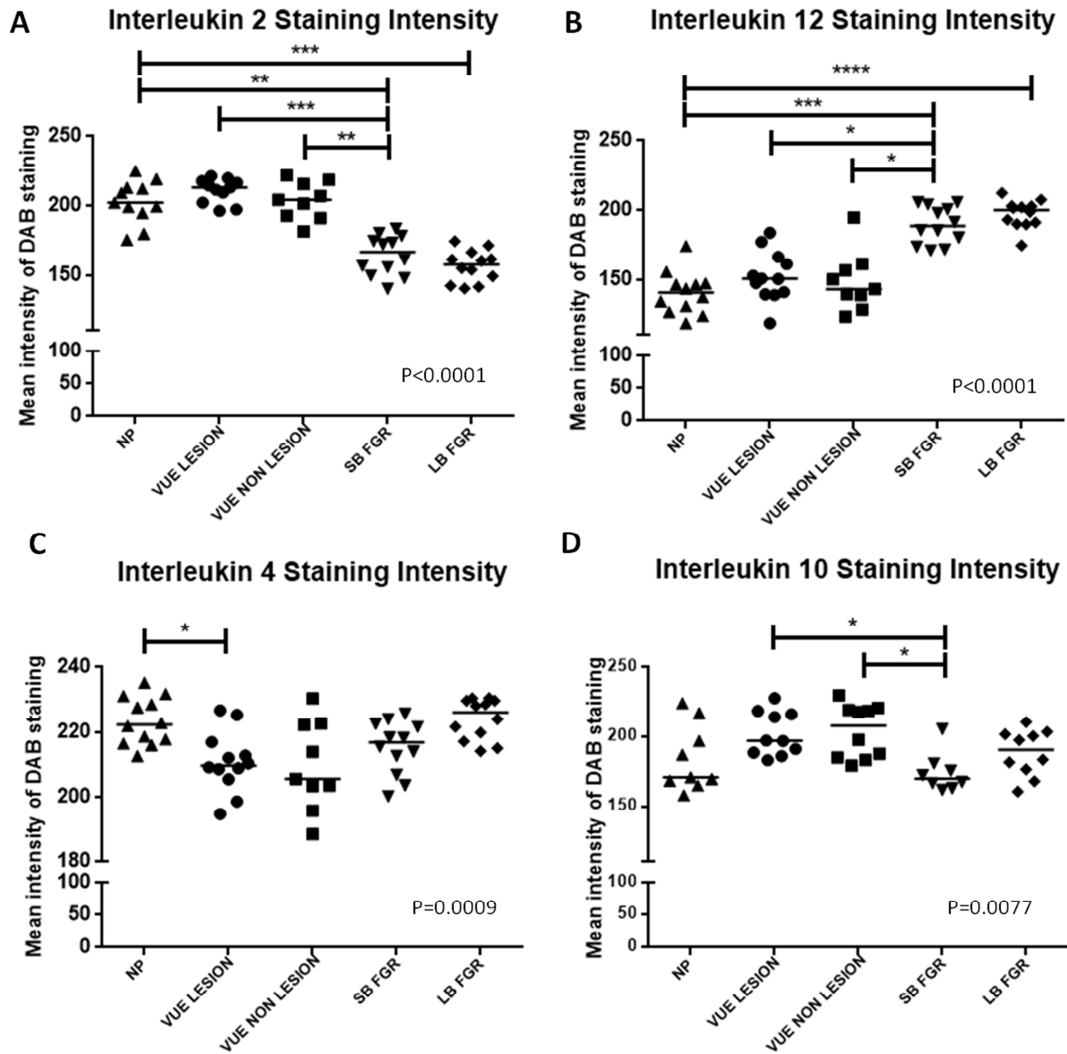 A
Interleukin 2 Staining Intensity
***
**
***
**
Mean intensity of DAB staining
250
200
150
100
50
0
P<0.0001
NP
VUE LESION
VUE NON LESION
SB FGR
LB FGR
B
Interleukin 12 Staining Intensity
****
***
*
*
Mean intensity of DAB staining
250
200
150
100
50
0
P<0.0001
NP
VUE LESION
VUE NON LESION
SB FGR
LB FGR
C
Interleukin 4 Staining Intensity
*
Mean intensity of DAB staining
240
220
200
180
100
50
0
P=0.0009
NP
VUE LESION
VUE NON LESION
SB FGR
LB FGR
D
Interleukin 10 Staining Intensity
*
*
Mean intensity of DAB staining
250
200
150
100
50
0
P=0.0077
NP
VUE LESION
VUE NON LESION
SB FGR
LB FGR